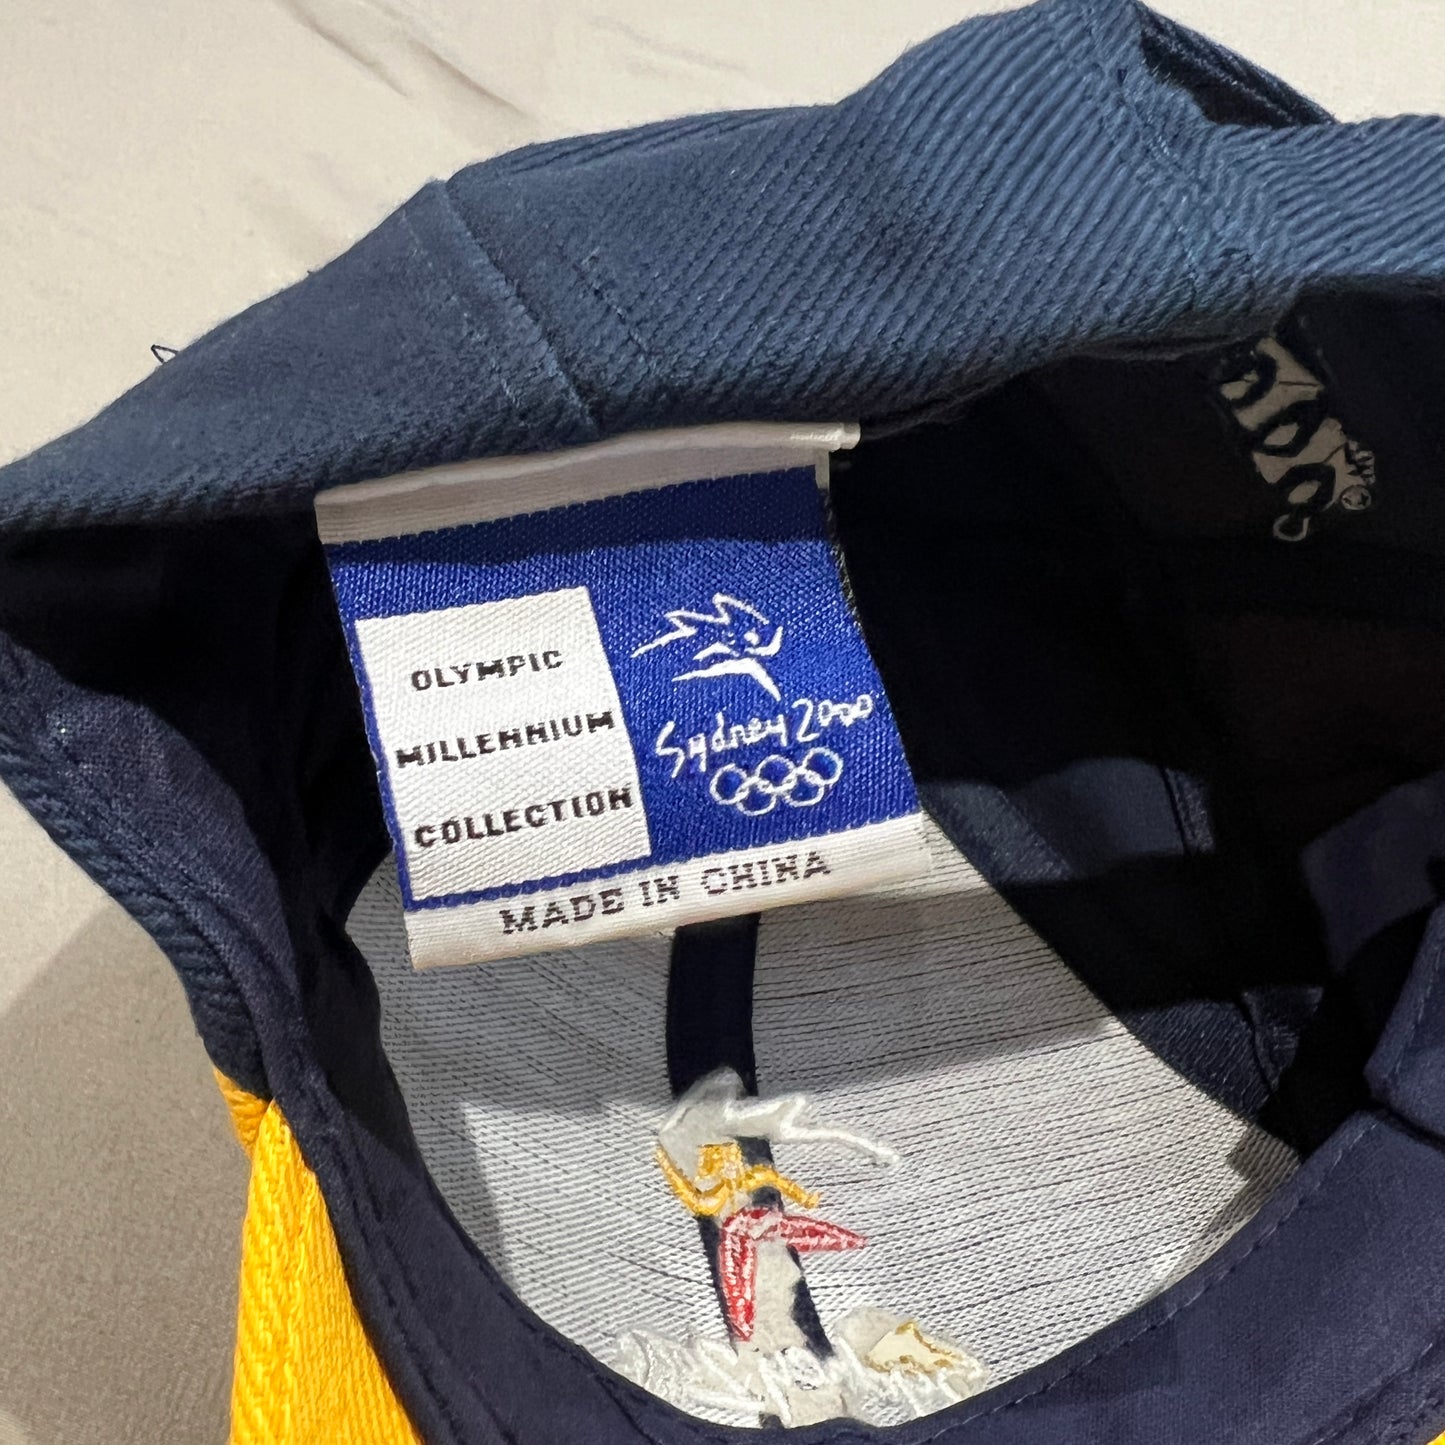 OLYMPIC
MILLENNIUM
COLLECTION
Sydney 2000
MADE IN CHINA